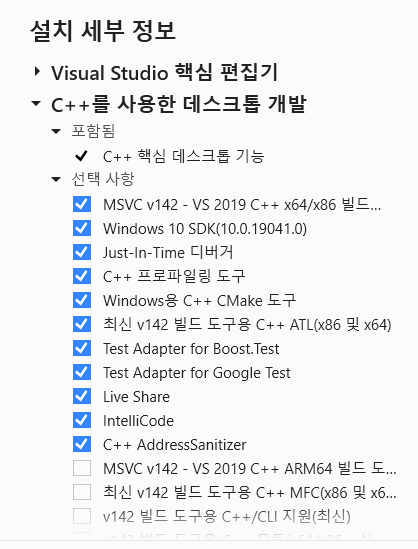 설치 세부 정보
Visual Studio 핵심 편집기
C++를 사용한 데스크톱 개발
포함됨
C++ 핵심 데스크톱 기능
선택 사항
MSVC v142 - VS 2019 C++ x64/x86 빌드...
Windows 10 SDK(10.0.19041.0)
Just-In-Time 디버거
C++ 프로파일링 도구
Windows용 C++ CMake 도구
최신 v142 빌드 도구용 C++ ATL(x86 및 x64)
Test Adapter for Boost.Test
Test Adapter for Google Test
Live Share
IntelliCode
C++ AddressSanitizer
MSVC v142 - VS 2019 C++ ARM64 빌드 도...
최신 v142 빌드 도구용 C++ MFC(x86 및 x6...
v142 빌드 도구용 C++/CLI 지원(최신)